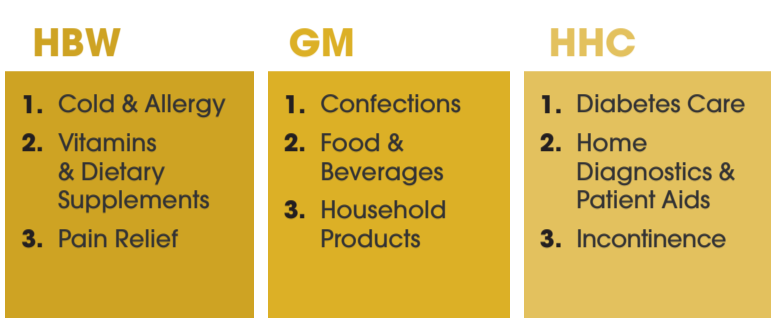 HBW
1. Cold & Allergy
2. Vitamins
& Dietary
Supplements
3. Pain Relief
GM
1. Confections
2. Food &
Beverages
3. Household
Products
HHC
1. Diabetes Care
2. Home
Diagnostics &
Patient Aids
3. Incontinence